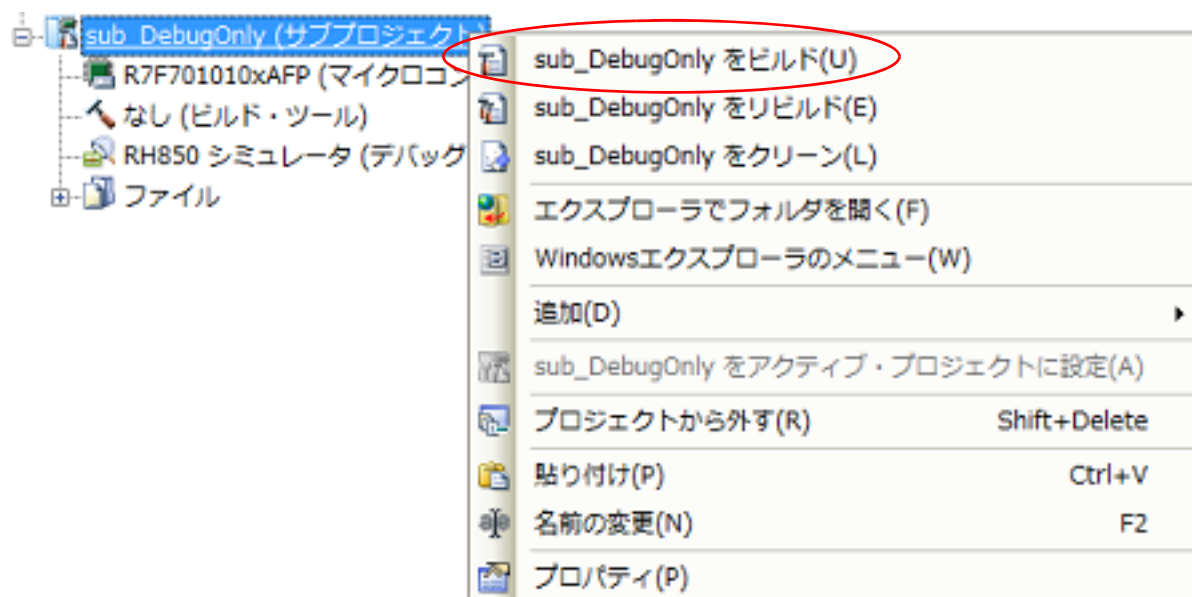 sub_DebugOnly (サブプロジェクト)
R7F701010xAFP (マイクロコン
なし (ビルド・ツール)
RH850 シミュレータ (デバッグ
ファイル
sub_DebugOnly をビルド(U)
sub_DebugOnly をリビルド(E)
sub_DebugOnly をクリーン(L)
エクスプローラでフォルダを開く(F)
Windowsエクスプローラのメニュー(W)
追加(D)
sub_DebugOnly をアクティブ・プロジェクトに設定(A)
プロジェクトから外す(R) Shift+Delete
貼り付け(P) Ctrl+V
名前の変更(N) F2
プロパティ(P)